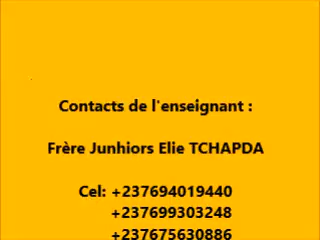 Contacts de l'enseignant :
Frère Junhiors Elie TCHAPDA
Cel: +237694019440
+237699303248
+237675630886